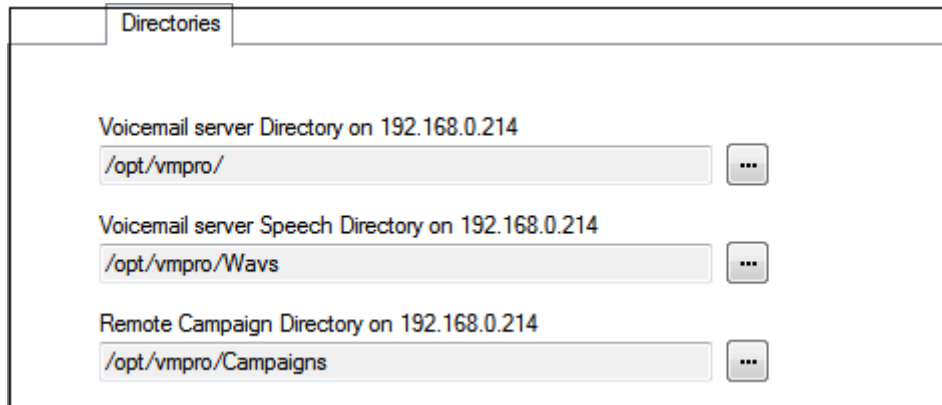 Directories
Voicemail server Directory on 192.168.0.214
/opt/vmpro/
...
Voicemail server Speech Directory on 192.168.0.214
/opt/vmpro/Wavs
...
Remote Campaign Directory on 192.168.0.214
/opt/vmpro/Campaigns
...